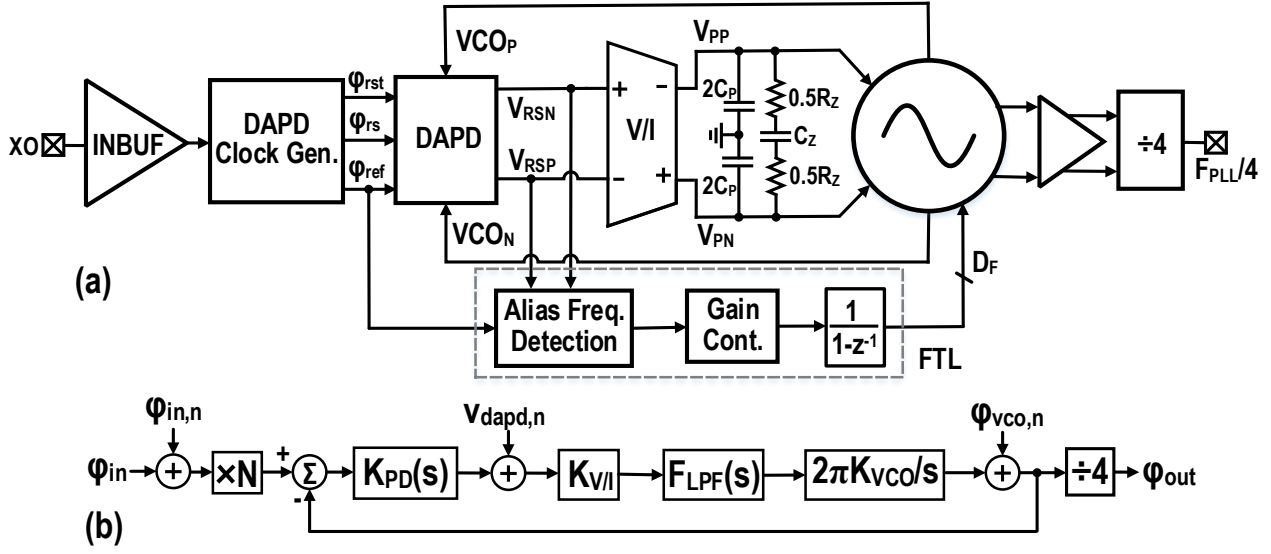 XO
INBUF
DAPD
Clock Gen.
φrst
φrs
φref
VCOP
DAPD
VCON
VRSN
VRSP
+
-
V/I
-
+
VPP
VPN
2CP
2CP
0.5RZ
CZ
0.5RZ
÷4
FPLL/4
DF
Alias Freq.
Detection
Gain
Cont.
1
1-z-1
FTL
(a)
φin,n
φin
+
×N
+
-
Σ
KPD(s)
vdapd,n
+
KV/I
FLPF(s)
2πKVCO/s
φvco,n
+
÷4
φout
(b)